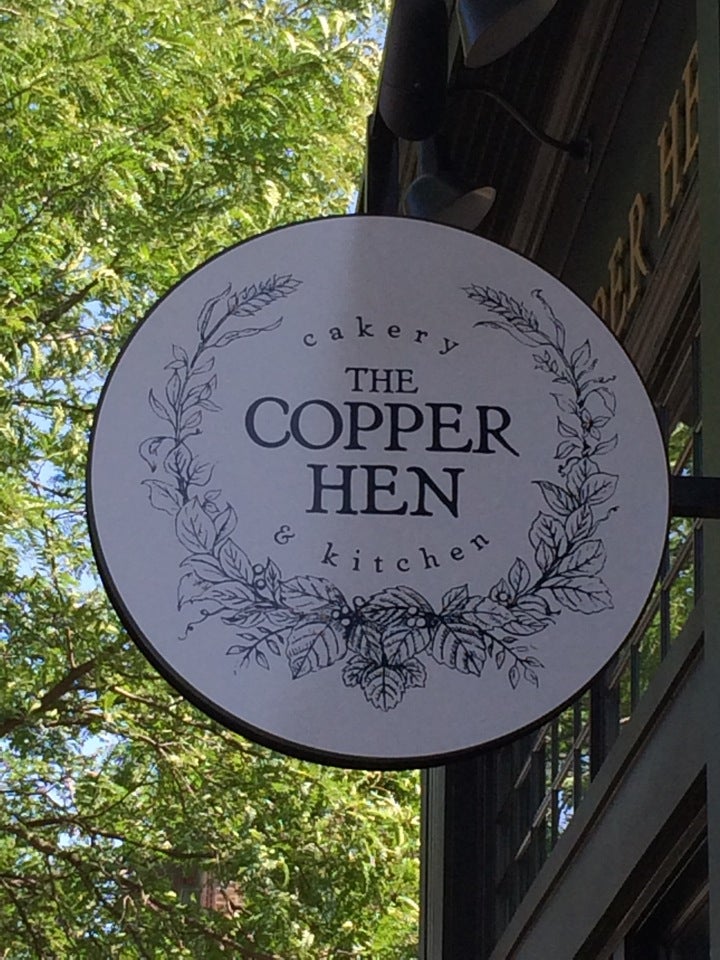 cakery
THE
COPPER
HEN
& kitchen